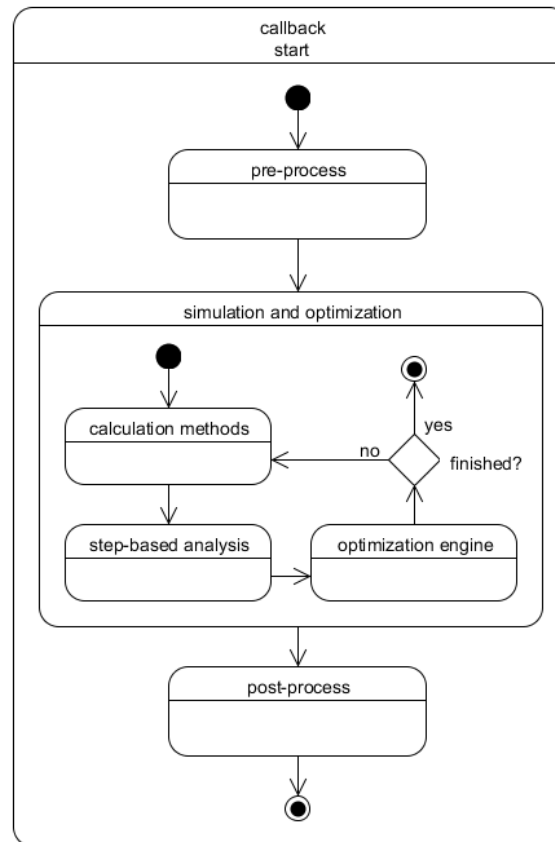 callback
start
pre-process
simulation and optimization
calculation methods
yes
no
finished?
step-based analysis
optimization engine
post-process